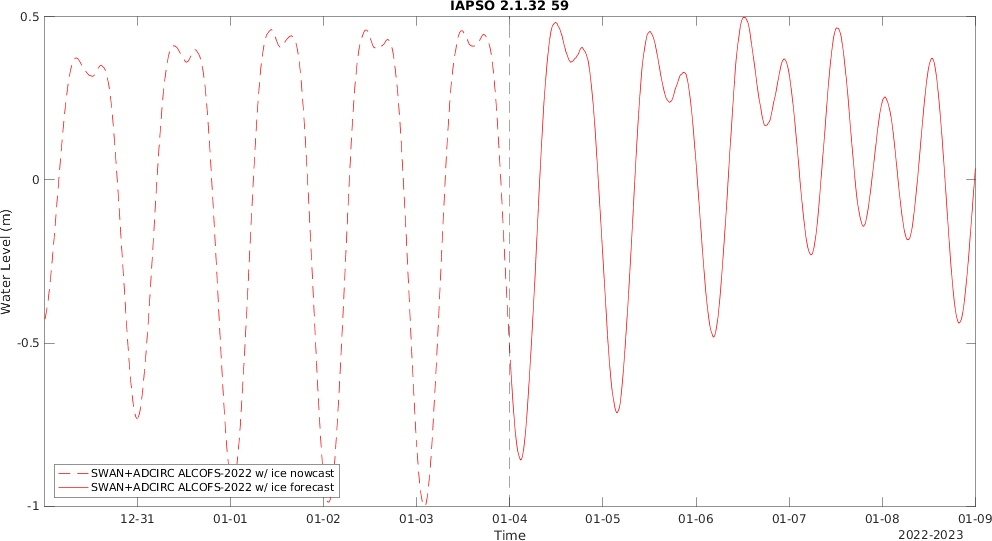 IAPSO 2.1.32 59
0.5
0
-0.5
-1
Water Level (m)
SWAN+ADCIRC ALCOFS-2022 w/ ice nowcast
SWAN+ADCIRC ALCOFS-2022 w/ ice forecast
12-31 01-01 01-02 01-03 01-04 01-05 01-06 01-07 01-08 01-09
Time
2022-2023